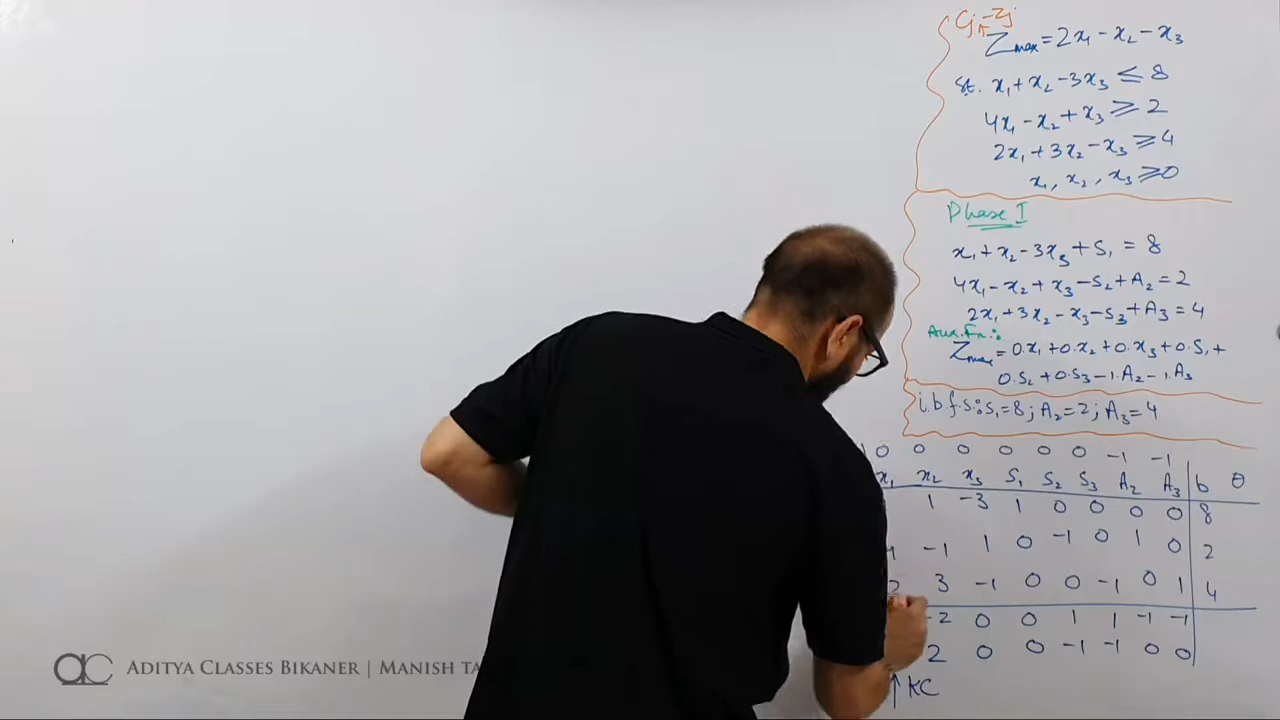 Cj-Zj
Zmax = 2x₁ - x₂ - x₃
St. x₁ + x₂ - 3x₃ ≤ 8
4x₁ - x₂ + x₃ ≥ 2
2x₁ + 3x₂ - x₃ ≥ 4
x₁, x₂, x₃ ≥ 0
Phase I
x₁ + x₂ - 3x₃ + S₁ = 8
4x₁ - x₂ + x₃ - S₂ + A₂ = 2
2x₁ + 3x₂ - x₃ - S₃ + A₃ = 4
Aux. Fn.:
Zmax = 0.x₁ + 0.x₂ + 0.x₃ + 0.S₁ +
0.S₂ + 0.S₃ - 1.A₂ - 1.A₃
i.b.f.s: S₁ = 8; A₂ = 2; A₃ = 4
0 0 0 0 0 0 -1 -1
x₁ x₂ x₃ S₁ S₂ S₃ A₂ A₃ b θ
1 -3 1 0 0 0 0 8
4 -1 1 0 -1 0 1 0 2
2 3 -1 0 0 -1 0 1 4
-2 0 0 1 1 -1 -1
2 0 0 -1 -1 0 0
↑ KC
ac ADITYA CLASSES BIKANER | MANISH